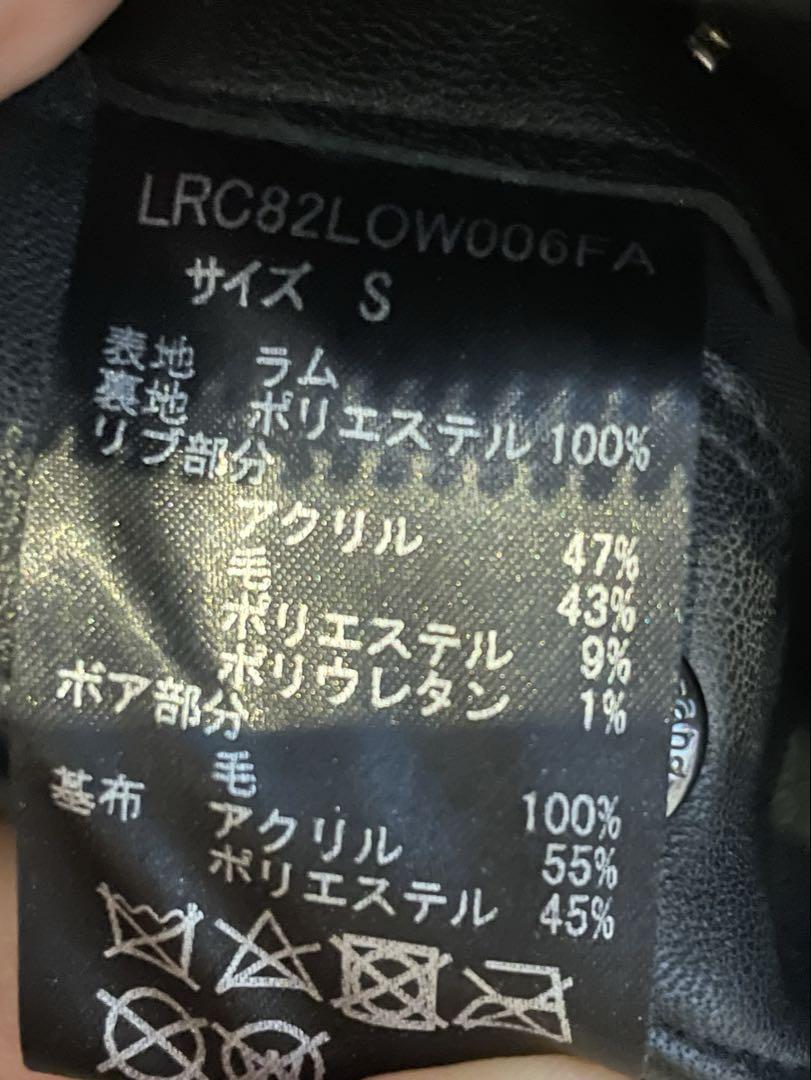 LRC82LOW006FA
サイズ S
表地 ラム
裏地 ポリエステル 100%
リブ部分
アクリル 47%
毛 43%
ポリエステル 9%
ポリウレタン 1%
ボア部分
毛 100%
基布 アクリル 55%
ポリエステル 45%